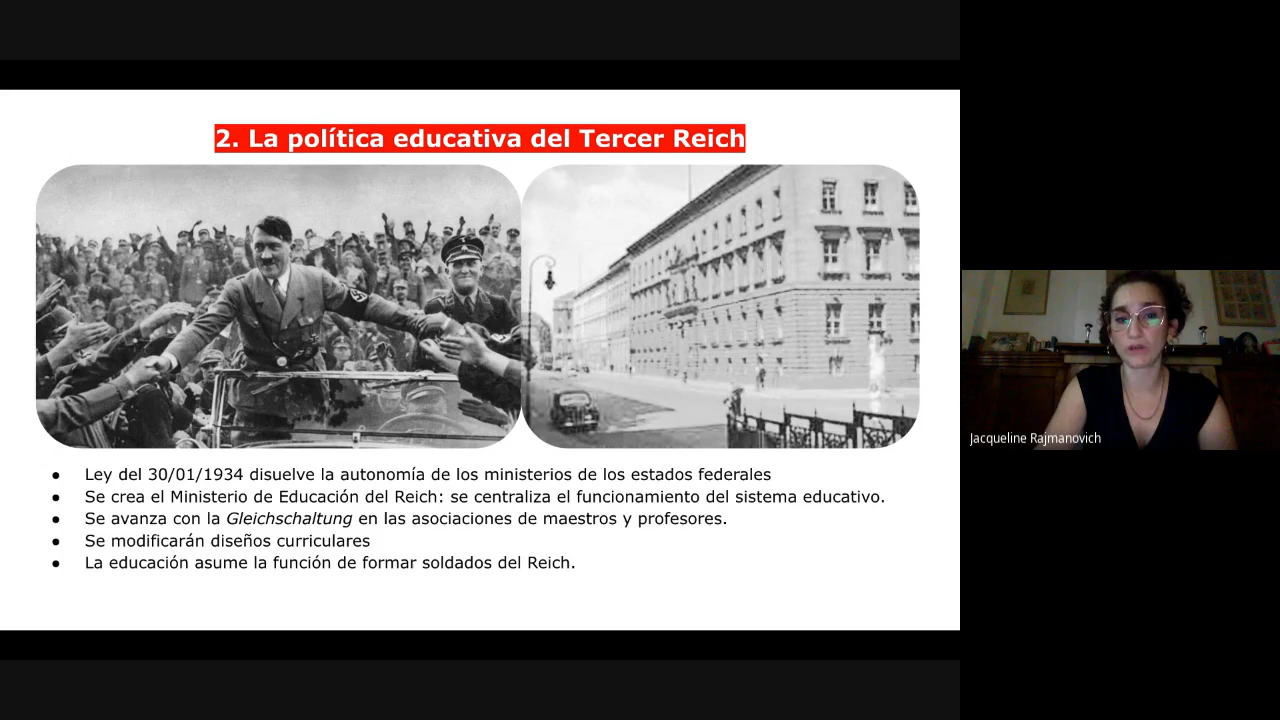 2. La política educativa del Tercer Reich
● Ley del 30/01/1934 disuelve la autonomía de los ministerios de los estados federales
● Se crea el Ministerio de Educación del Reich: se centraliza el funcionamiento del sistema educativo.
● Se avanza con la Gleichschaltung en las asociaciones de maestros y profesores.
● Se modificarán diseños curriculares
● La educación asume la función de formar soldados del Reich.
Jacqueline Rajmanovich